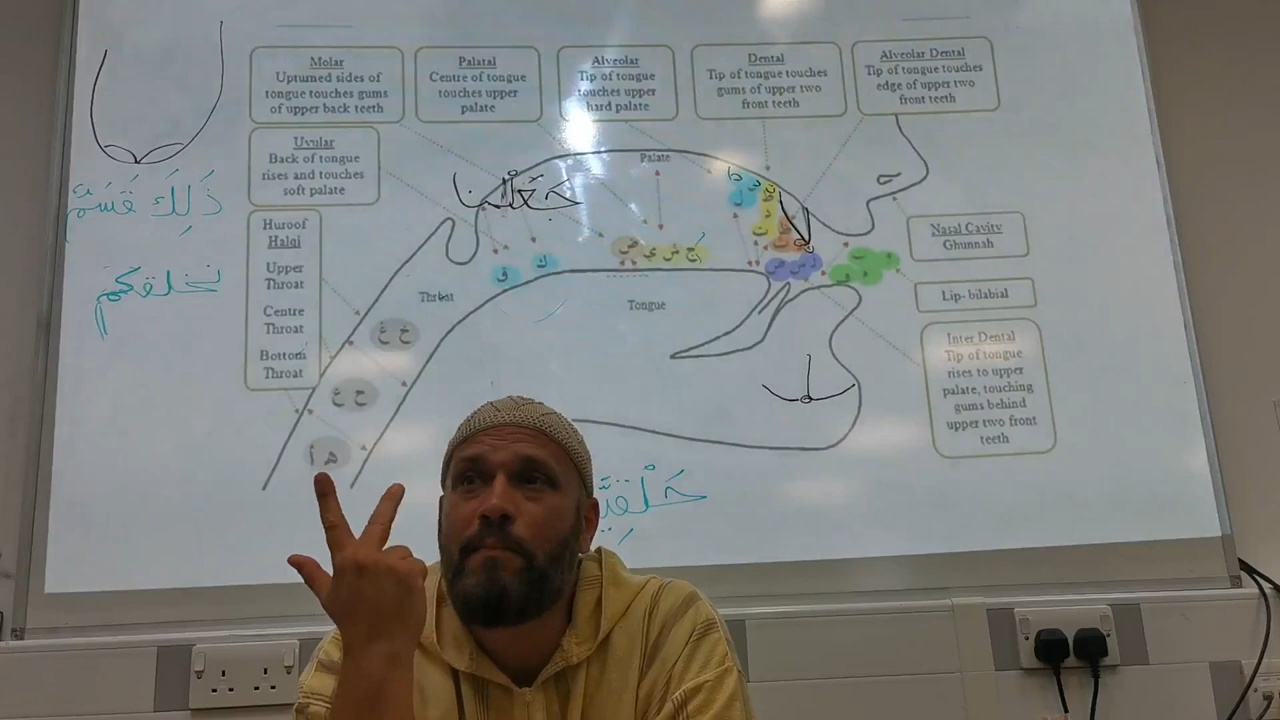 Molar
Upturned sides of
tongue touches gums
of upper back teeth
Palatal
Centre of tongue
touches upper
palate
Alveolar
Tip of tongue
touches upper
hard palate
Dental
Tip of tongue touches
gums of upper two
front teeth
Alveolar Dental
Tip of tongue touches
edge of upper two
front teeth
Uvular
Back of tongue
rises and touches
soft palate
Palate
جَعَلْنا
ذَلِكَ قَسَمٌ
نخلقكم
Huroof
Halqi
Upper
Throat
Centre
Throat
Bottom
Throat
Nasal Cavity
Ghunnah
Lip- bilabial
Inter Dental
Tip of tongue
rises to upper
palate, touching
gums behind
upper two front
teeth
Throat
Tongue
ق
ك
ض ي ش ج
خ غ
ح ع
ه أ